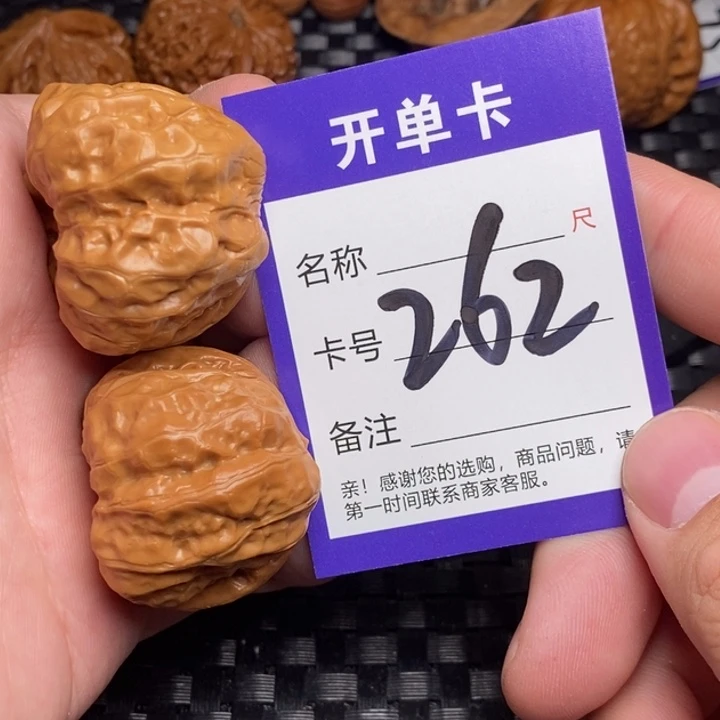 开单卡
名称 尺
卡号 262
备注
亲！感谢您的选购，商品问题，请
第一时间联系商家客服。